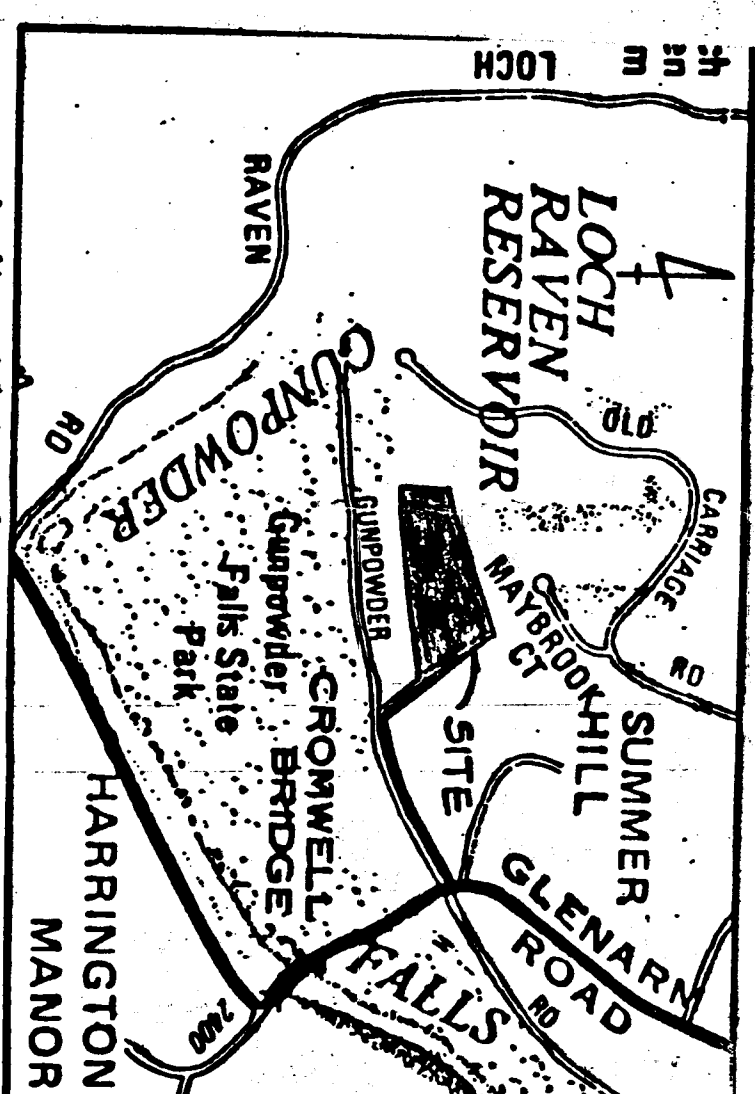 LOCH
LOCH
RAVEN
RESERVOIR
RAVEN
RD
OLD
CARRIAGE
RD
GUNPOWDER
GUNPOWDER
MAYBROOK
CT
SITE
SUMMER
HILL
Gunpowder
Falls State
Park
CROMWELL
BRIDGE
GLENARM
ROAD
RD
FALLS
2400
HARRINGTON
MANOR